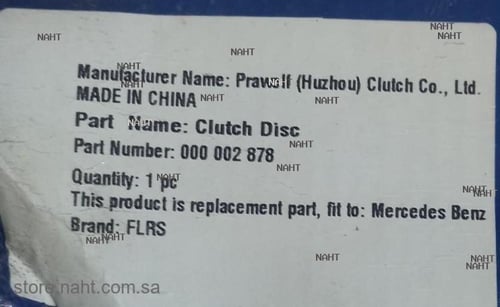 Manufacturer Name: Prawolf (Huzhou) Clutch Co., Ltd.
MADE IN CHINA
Part Name: Clutch Disc
Part Number: 000 002 878
Quantity: 1 pc
This product is replacement part, fit to: Mercedes Benz
Brand: FLRS
NAHT
store.naht.com.sa